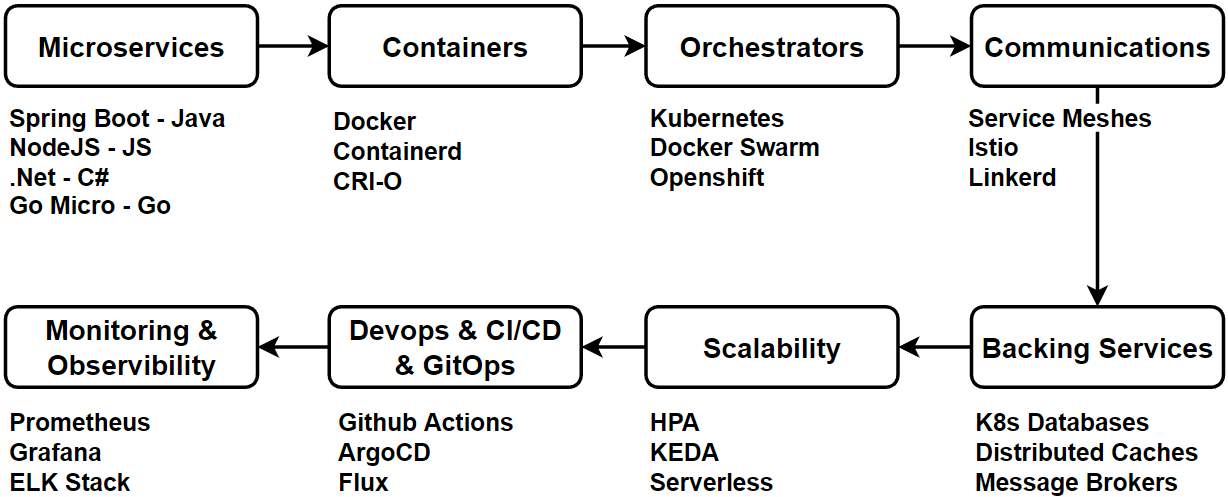 Microservices
Spring Boot - Java
NodeJS - JS
.Net - C#
Go Micro - Go
Containers
Docker
Containerd
CRI-O
Orchestrators
Kubernetes
Docker Swarm
Openshift
Communications
Service Meshes
Istio
Linkerd
Backing Services
K8s Databases
Distributed Caches
Message Brokers
Scalability
HPA
KEDA
Serverless
Devops & CI/CD
& GitOps
Github Actions
ArgoCD
Flux
Monitoring &
Observibility
Prometheus
Grafana
ELK Stack